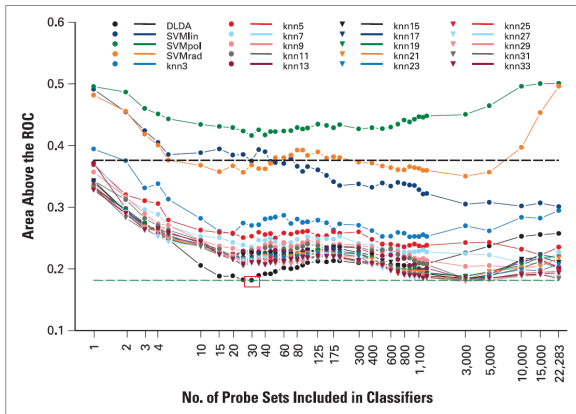 DLDA knn5 knn15 knn25
SVMlin knn7 knn17 knn27
SVMpol knn9 knn19 knn29
SVMrad knn11 knn21 knn31
knn3 knn13 knn23 knn33
0.6
0.5
0.4
0.3
0.2
0.1
Area Above the ROC
1 2 3 4 10 15 20 30 40 60 80 125 175 300 400 600 800 1,100 3,000 5,000 10,000 15,000 22,283
No. of Probe Sets Included in Classifiers